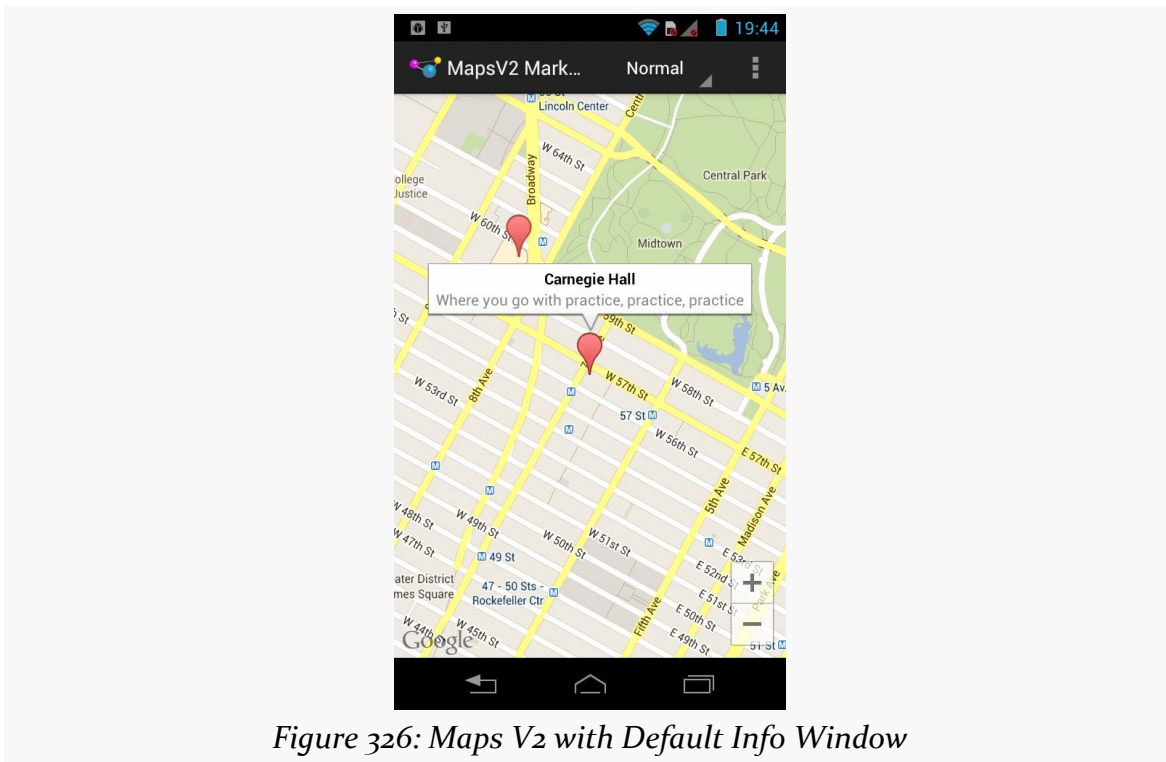 19:44
MapsV2 Mark...
Normal
Lincoln Center
W 64th St
Broadway
Central Park
ollege
Justice
W 60th St
Midtown
Carnegie Hall
Where you go with practice, practice, practice
59th St
W 57th St
W 58th St
M 5 Av.
W 53rd St
8th Ave
57 St M
W 56th St
E 57th St
5th Ave
Madison Ave
W 48th St
W 49th St
W 47th St
W 50th St
W 51st St
M 49 St
E 53rd St
E 52nd St
ater District
mes Square
47 - 50 Sts -
Rockefeller Ctr
E 51st St
Park Ave
E 50th St
Fifth Ave
E 49th St
W 44th
W 45th St
Google
51 St M
Figure 326: Maps V2 with Default Info Window